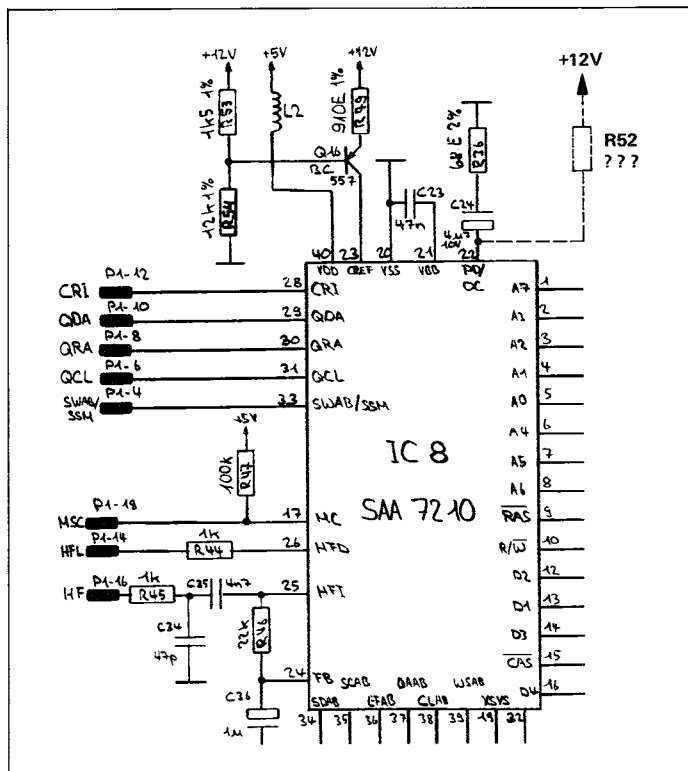 +12V
+5V
+12V
+12V
1k5 1%
R53
L2
910E 1%
R49
68E 2%
R36
R52
???
Q16
BC
557
12k 1%
R54
C23
47n
C24
4µ7
10V
40
23
20
21
22
VDD
CREF
VSS
VBB
PD/
OC
P1-12
CRI
28
CRI
P1-10
QDA
29
QDA
P1-8
QRA
30
QRA
P1-6
QCL
31
QCL
P1-4
SWAB/
SSM
33
SWAB/SSM
+5V
100k
R47
P1-18
MSC
17
MC
P1-14
HFL
1k
R44
26
HFD
P1-16
HF
1k
R45
C35
4n7
25
HFI
C34
47p
22k
R46
24
FB
C36
1µ
IC 8
SAA 7210
A7 1
A3 2
A2 3
A1 4
A0 5
A4 6
A5 7
A6 8
RAS 9
R/W 10
D2 12
D1 13
D3 14
CAS 15
D4 16
SCAB DAAB WSAB
SDAB EFAB CLAB XSYS
34 35 36 37 38 39 19 32